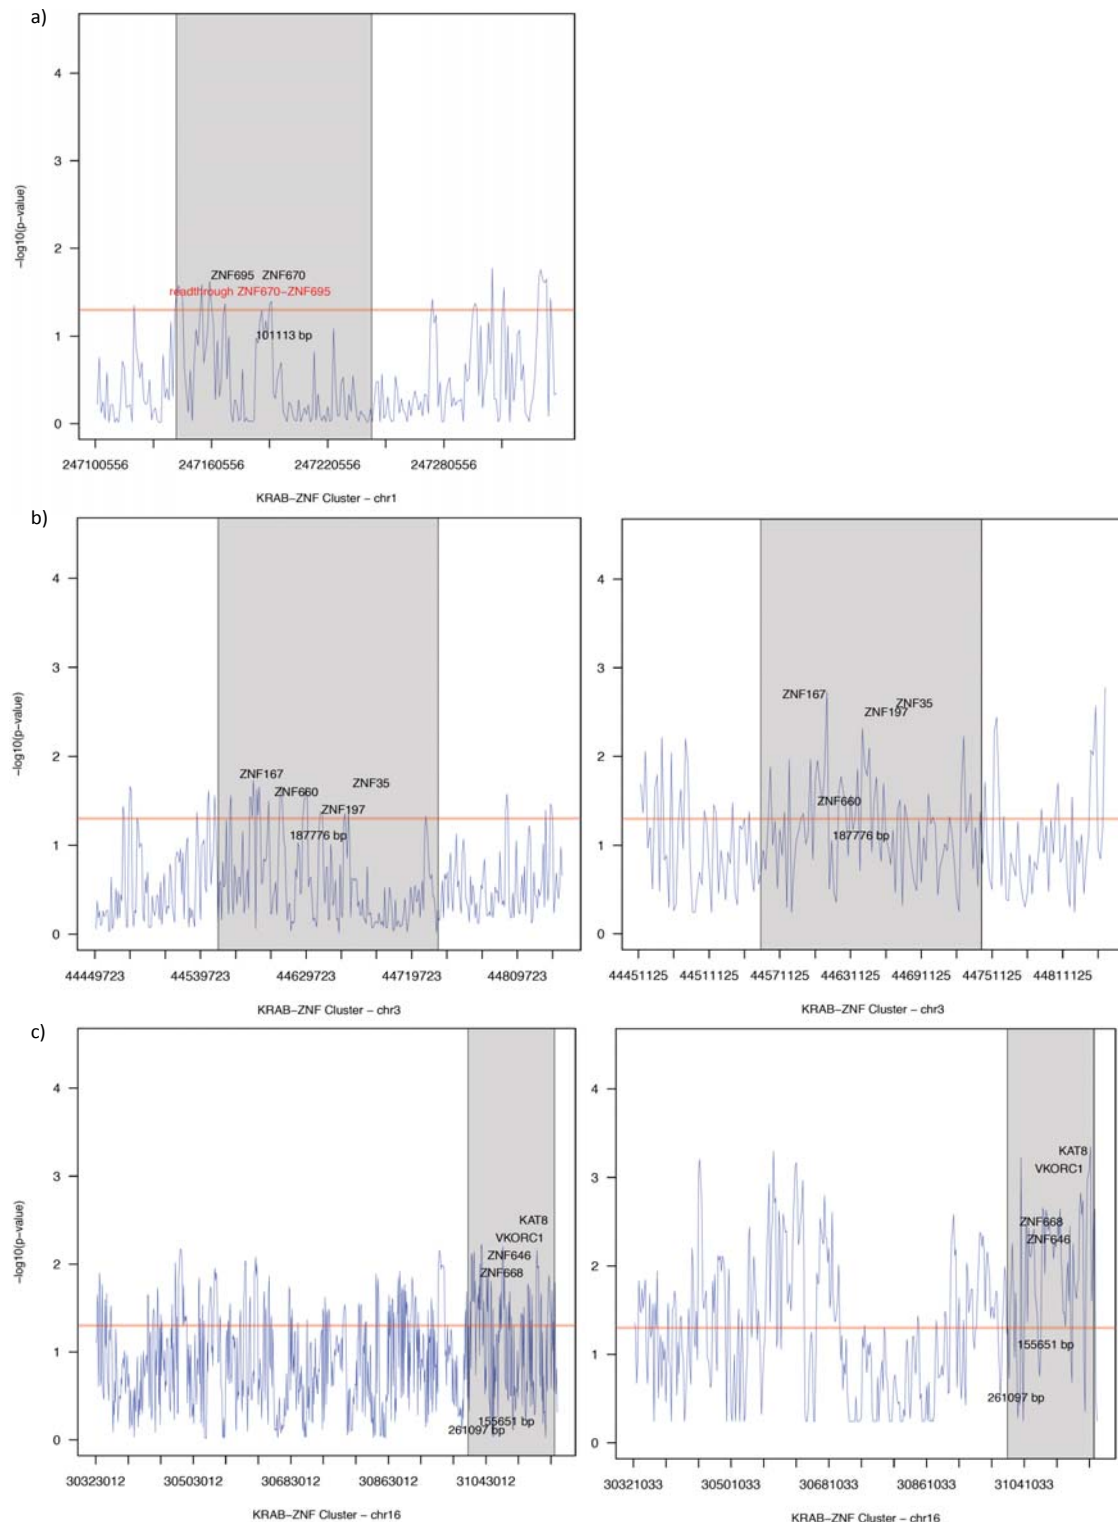 a)
4
3
2
1
0
−log10(p−value)
ZNF695 ZNF670
readthrough ZNF670−ZNF695
101113 bp
247100556 247160556 247220556 247280556
KRAB−ZNF Cluster − chr1
b)
4
3
2
1
0
−log10(p−value)
ZNF167
ZNF35
ZNF660
ZNF197
187776 bp
44449723 44539723 44629723 44719723 44809723
KRAB−ZNF Cluster − chr3
4
3
2
1
0
ZNF167
ZNF35
ZNF197
ZNF660
187776 bp
44451125 44511125 44571125 44631125 44691125 44751125 44811125
KRAB−ZNF Cluster − chr3
c)
4
3
2
1
0
−log10(p−value)
KAT8
VKORC1
ZNF646
ZNF668
155651 bp
261097 bp
30323012 30503012 30683012 30863012 31043012
KRAB−ZNF Cluster − chr16
4
3
2
1
0
KAT8
VKORC1
ZNF668
ZNF646
155651 bp
261097 bp
30321033 30501033 30681033 30861033 31041033
KRAB−ZNF Cluster − chr16